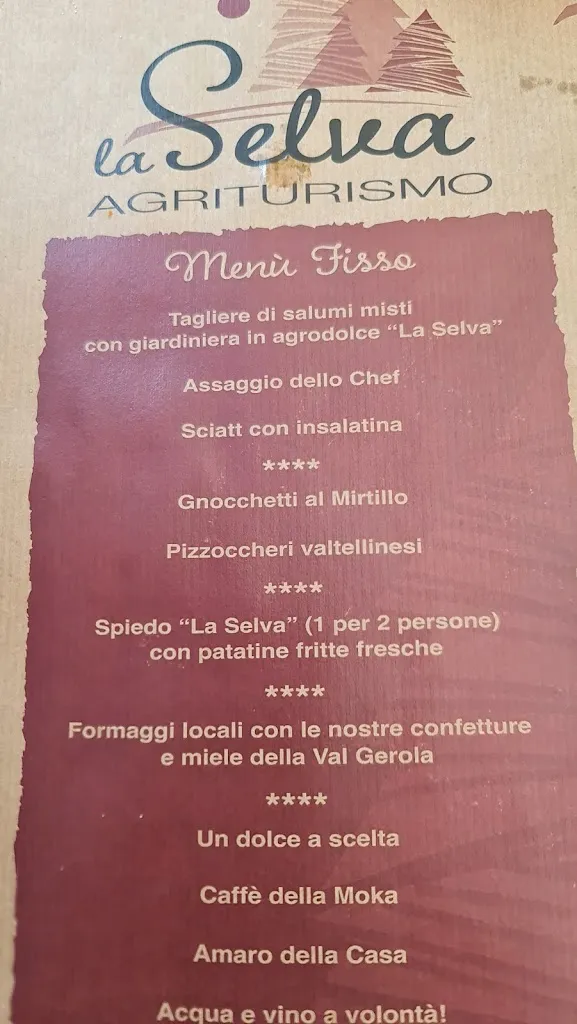 la Selva
AGRITURISMO
Menù Fisso
Tagliere di salumi misti
con giardiniera in agrodolce “La Selva”
Assaggio dello Chef
Sciatt con insalatina
****
Gnocchetti al Mirtillo
Pizzoccheri valtellinesi
****
Spiedo “La Selva” (1 per 2 persone)
con patatine fritte fresche
****
Formaggi locali con le nostre confetture
e miele della Val Gerola
****
Un dolce a scelta
Caffè della Moka
Amaro della Casa
Acqua e vino a volontà!